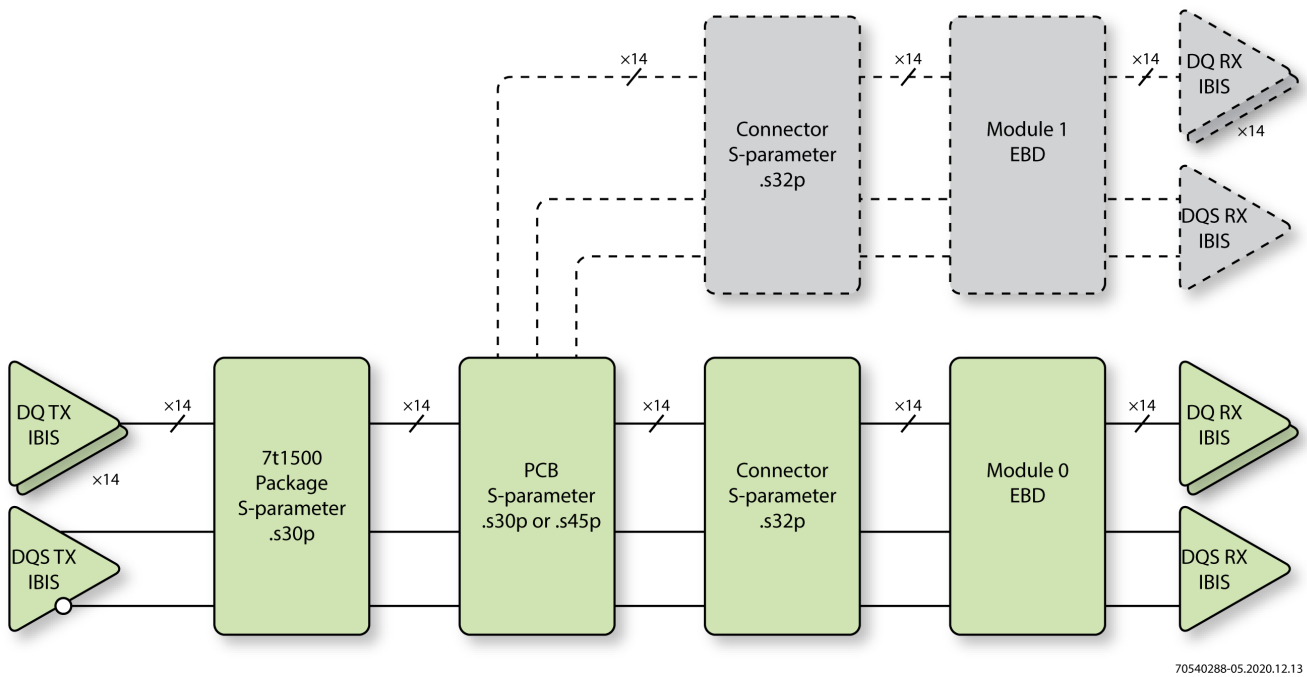 ×14
×14
×14
DQ RX
IBIS
×14
Connector
S-parameter
.s32p
Module 1
EBD
DQS RX
IBIS
DQ TX
IBIS
×14
×14
×14
×14
×14
×14
DQ RX
IBIS
7t1500
Package
S-parameter
.s30p
PCB
S-parameter
.s30p or .s45p
Connector
S-parameter
.s32p
Module 0
EBD
DQS TX
IBIS
DQS RX
IBIS
70540288-05.2020.12.13